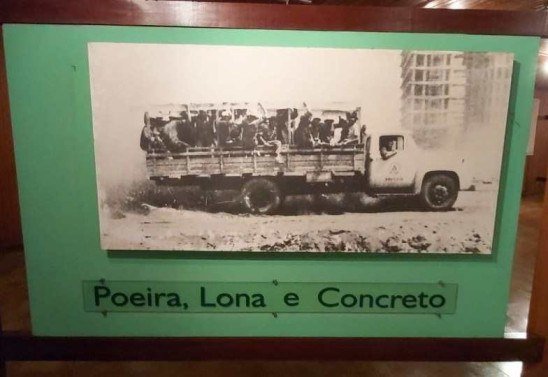 Poeira, Lona e Concreto